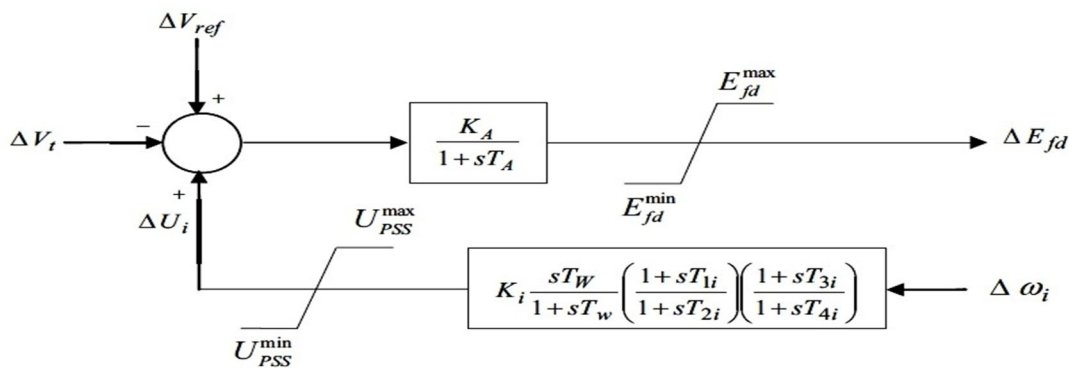 ΔV_ref
+
E_fd^max
−
ΔV_t
K_A / (1+sT_A)
ΔE_fd
+
E_fd^min
ΔU_i
U_PSS^max
K_i sT_W / (1+sT_w) ((1+sT_1i) / (1+sT_2i)) ((1+sT_3i) / (1+sT_4i))
Δω_i
U_PSS^min